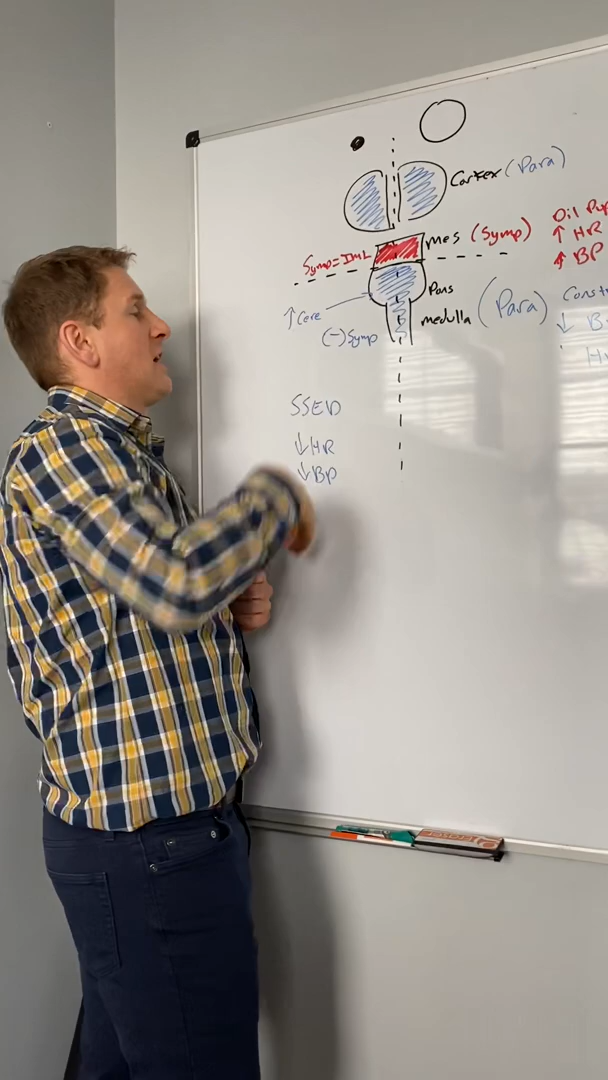 Cortex (Para)
mes (Symp)
Symp=IML
Pons
medulla (Para)
↑Cere
(-)Symp
Dil Pup
↑ HR
↑ BP
Const
↓ B
SSED
↓HR
↓BP